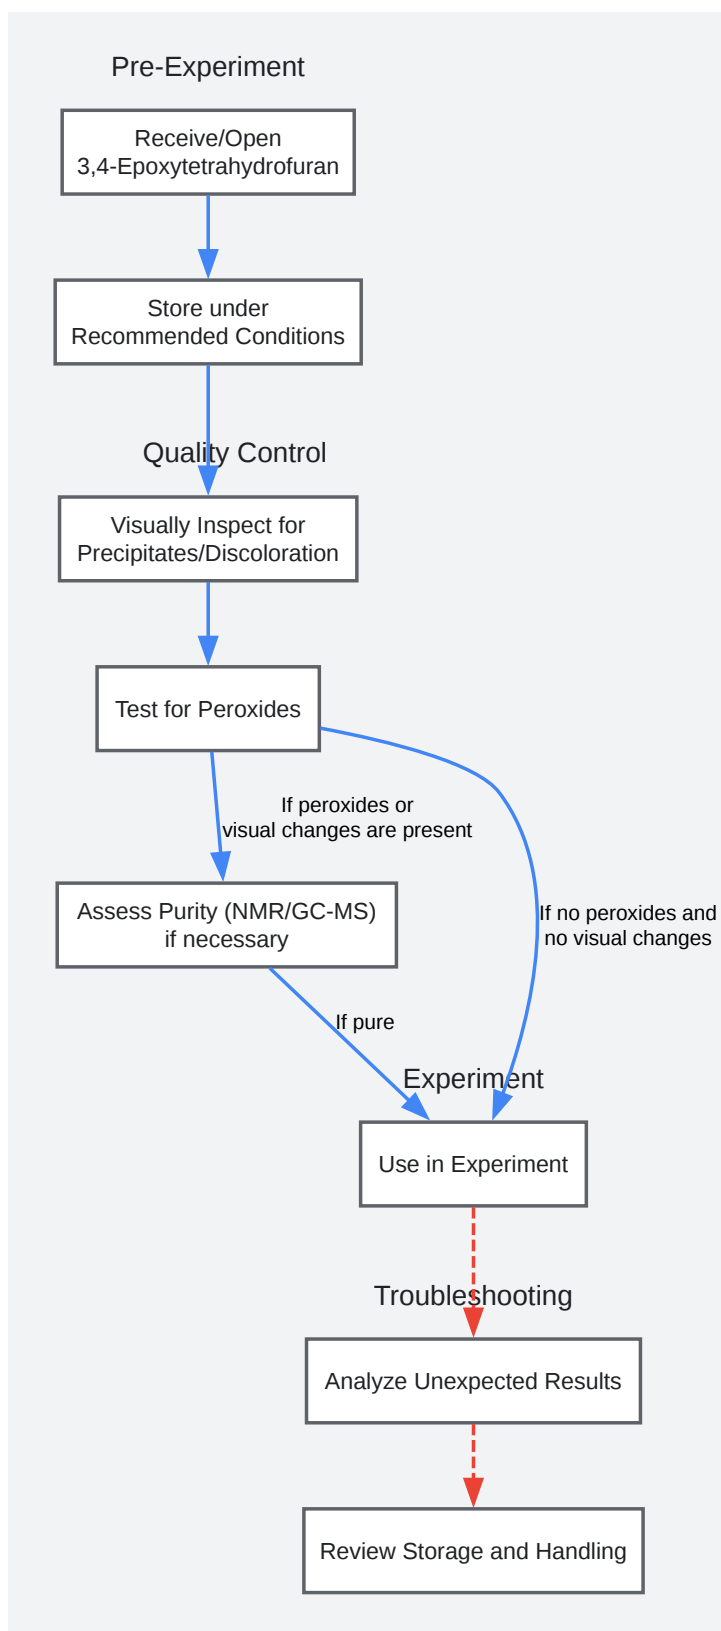 Pre-Experiment
Receive/Open
3,4-Epoxytetrahydrofuran
Store under
Recommended Conditions
Quality Control
Visually Inspect for
Precipitates/Discoloration
Test for Peroxides
If peroxides or
visual changes are present
Assess Purity (NMR/GC-MS)
if necessary
If no peroxides and
no visual changes
If pure
Experiment
Use in Experiment
Troubleshooting
Analyze Unexpected Results
Review Storage and Handling